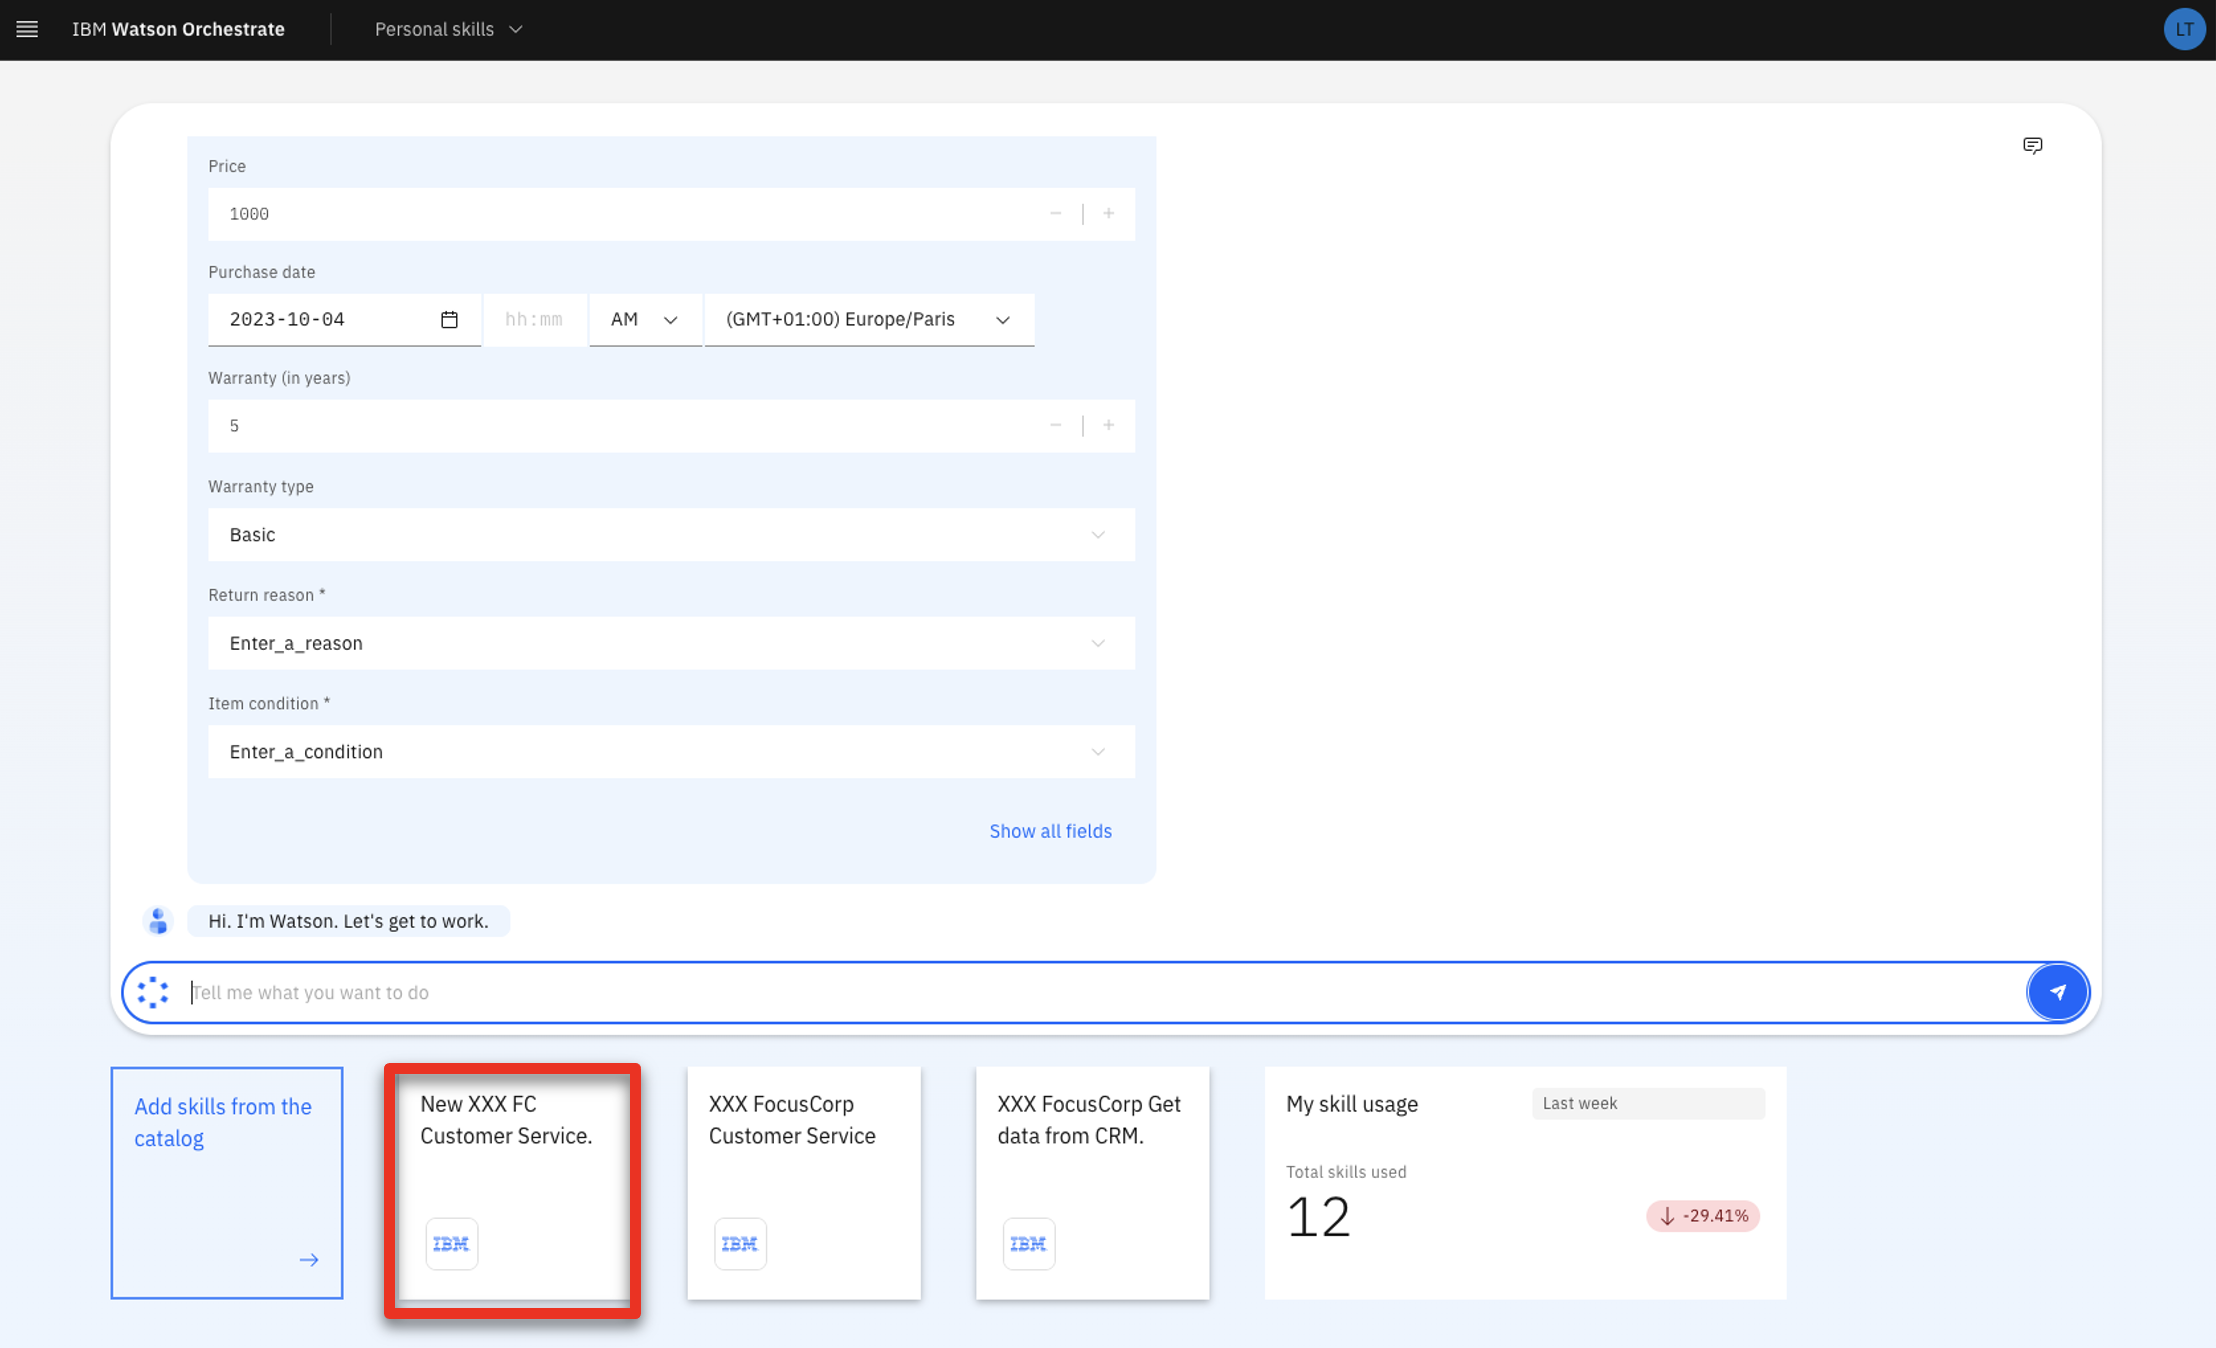 IBM Watson Orchestrate
Personal skills
LT
Price
1000
Purchase date
2023-10-04
hh:mm
AM
(GMT+01:00) Europe/Paris
Warranty (in years)
5
Warranty type
Basic
Return reason *
Enter_a_reason
Item condition *
Enter_a_condition
Show all fields
Hi. I'm Watson. Let's get to work.
Tell me what you want to do
Add skills from the
catalog
New XXX FC
Customer Service.
IBM
XXX FocusCorp
Customer Service
IBM
XXX FocusCorp Get
data from CRM.
IBM
My skill usage
Last week
Total skills used
12
-29.41%